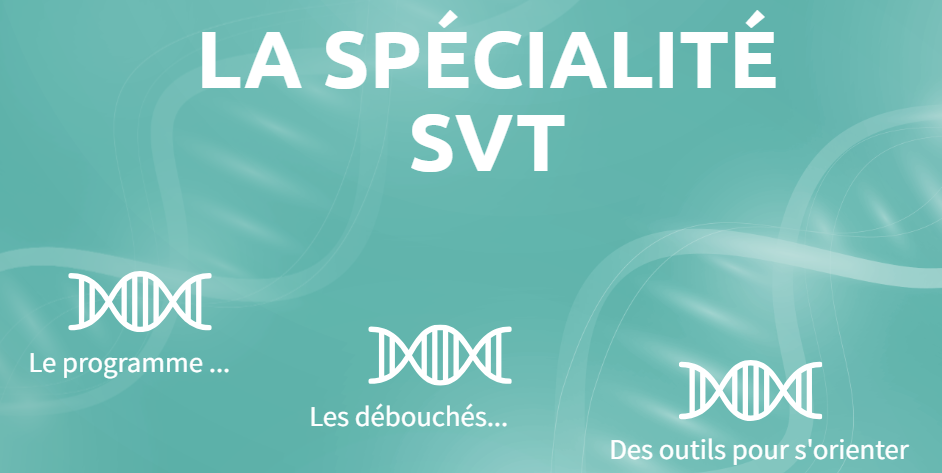 LA SPÉCIALITÉ
SVT
Le programme ...
Les débouchés...
Des outils pour s'orienter